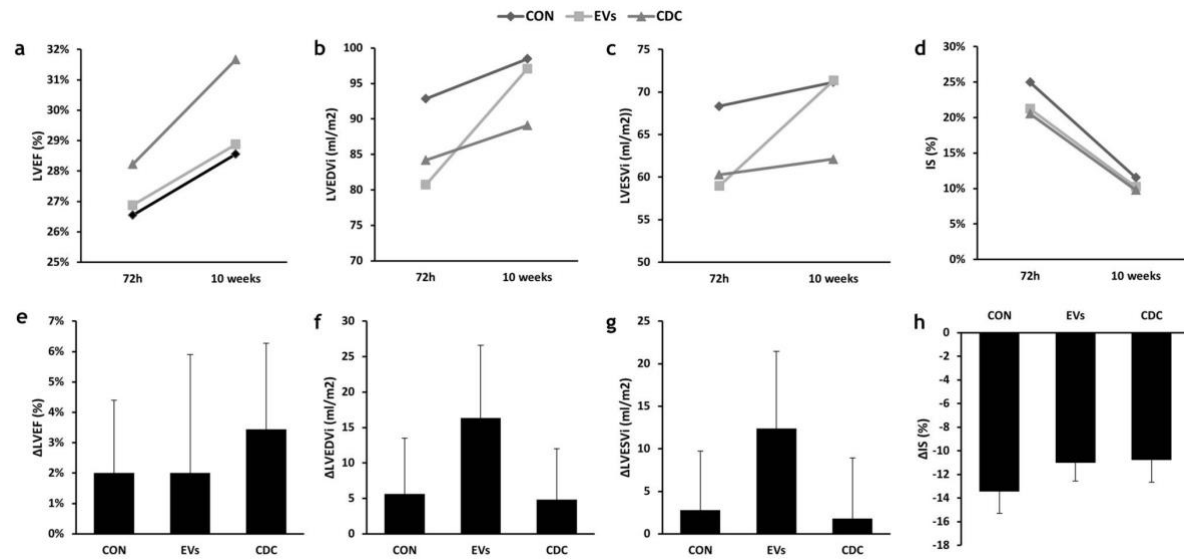 CON EVs CDC
a
LVEF (%)
32%
31%
30%
29%
28%
27%
26%
25%
72h 10 weeks
b
LVEDVi (ml/m2)
100
95
90
85
80
75
70
72h 10 weeks
c
LVESVi (ml/m2))
75
70
65
60
55
50
72h 10 weeks
d
IS (%)
30%
25%
20%
15%
10%
5%
0%
72h 10 weeks
e
ΔLVEF (%)
7%
6%
5%
4%
3%
2%
1%
0%
CON EVs CDC
f
ΔLVEDVi (ml/m2)
30
25
20
15
10
5
0
CON EVs CDC
g
ΔLVESVi (ml/m2)
25
20
15
10
5
0
CON EVs CDC
h
CON EVs CDC
ΔIS (%)
0
-2
-4
-6
-8
-10
-12
-14
-16
-18